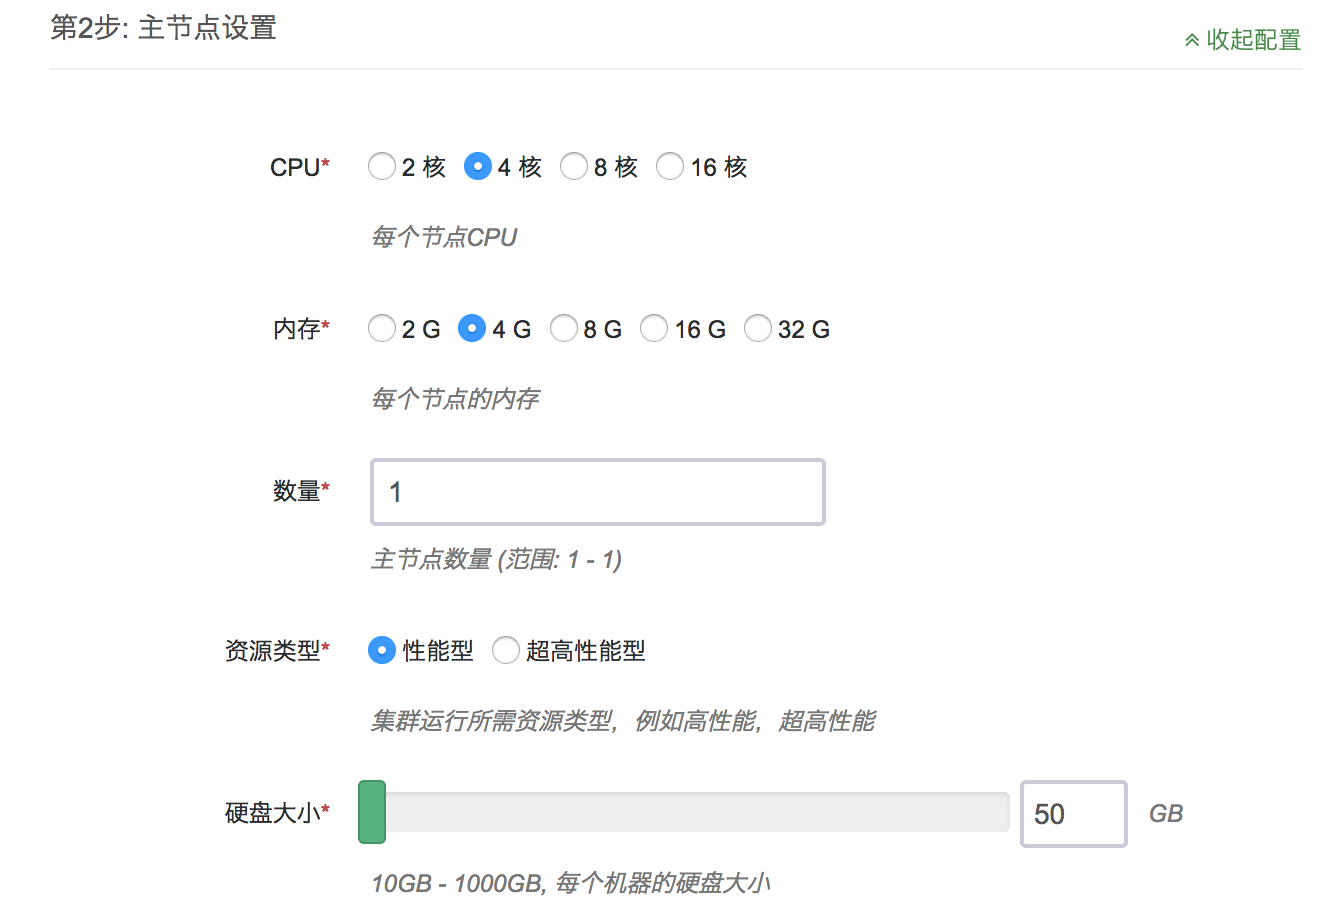 第2步: 主节点设置
收起配置
CPU* 2 核 4 核 8 核 16 核
每个节点CPU
内存* 2 G 4 G 8 G 16 G 32 G
每个节点的内存
数量* 1
主节点数量 (范围: 1 - 1)
资源类型* 性能型 超高性能型
集群运行所需资源类型，例如高性能，超高性能
硬盘大小* 50 GB
10GB - 1000GB, 每个机器的硬盘大小